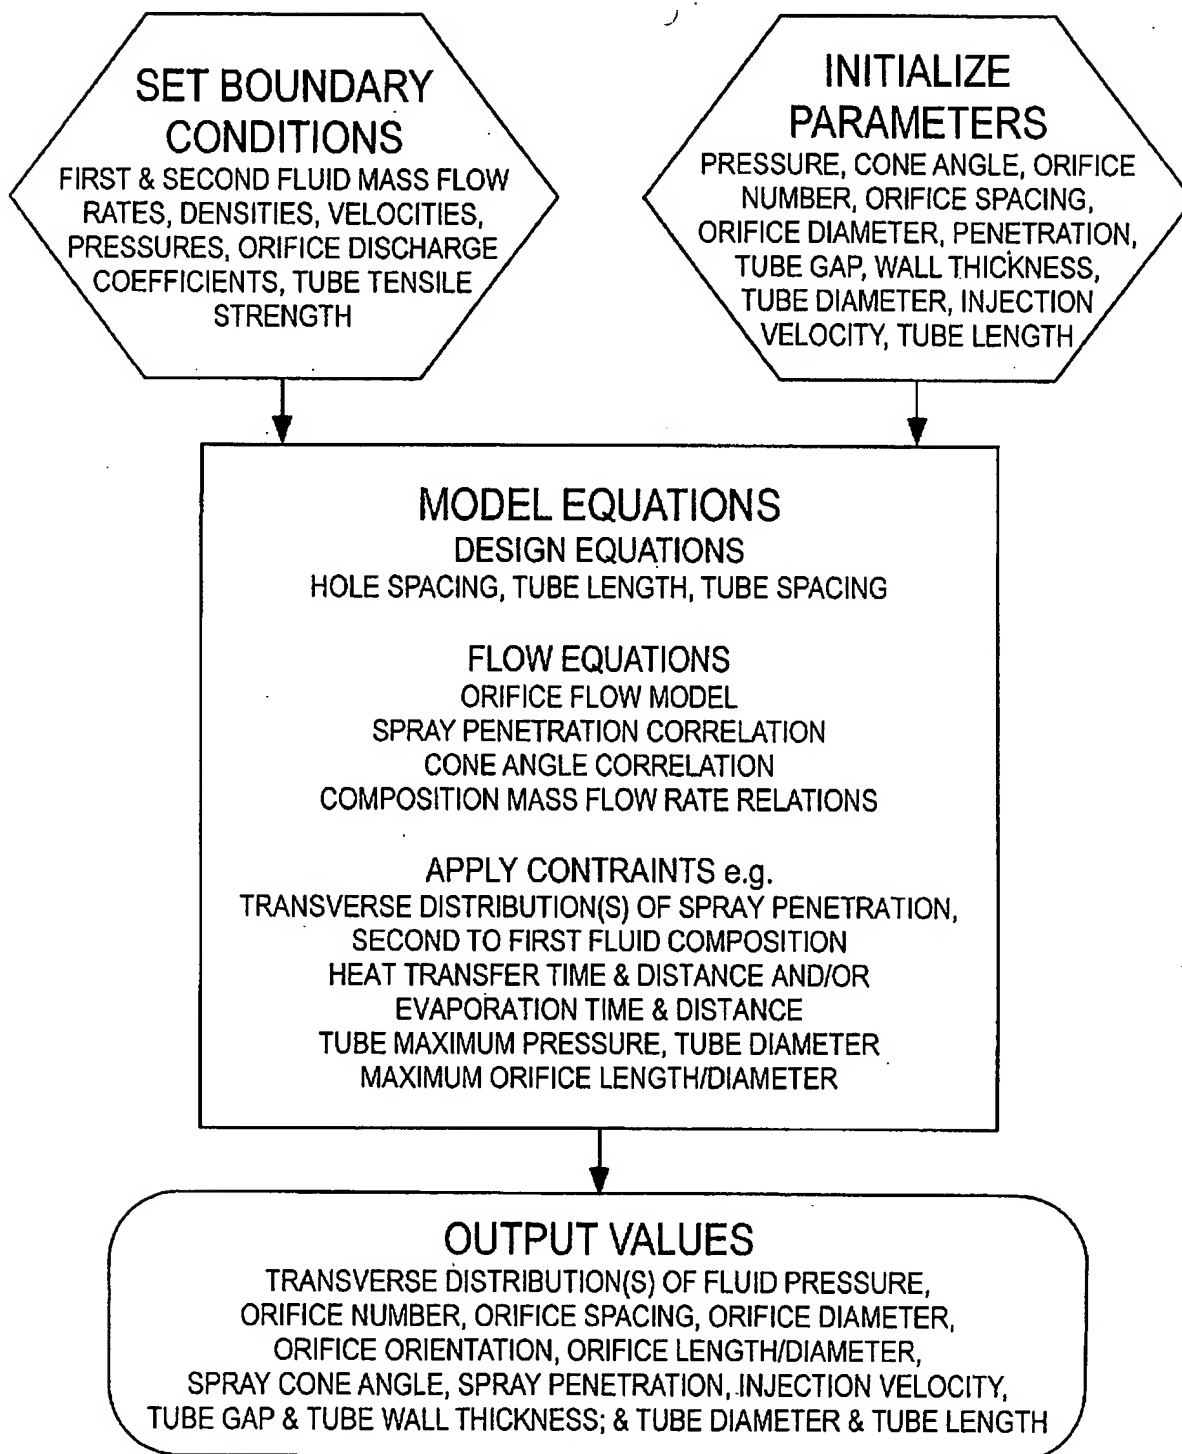 SET BOUNDARY
CONDITIONS
FIRST & SECOND FLUID MASS FLOW
RATES, DENSITIES, VELOCITIES,
PRESSURES, ORIFICE DISCHARGE
COEFFICIENTS, TUBE TENSILE
STRENGTH
INITIALIZE
PARAMETERS
PRESSURE, CONE ANGLE, ORIFICE
NUMBER, ORIFICE SPACING,
ORIFICE DIAMETER, PENETRATION,
TUBE GAP, WALL THICKNESS,
TUBE DIAMETER, INJECTION
VELOCITY, TUBE LENGTH
MODEL EQUATIONS
DESIGN EQUATIONS
HOLE SPACING, TUBE LENGTH, TUBE SPACING
FLOW EQUATIONS
ORIFICE FLOW MODEL
SPRAY PENETRATION CORRELATION
CONE ANGLE CORRELATION
COMPOSITION MASS FLOW RATE RELATIONS
APPLY CONTRAINTS e.g.
TRANSVERSE DISTRIBUTION(S) OF SPRAY PENETRATION,
SECOND TO FIRST FLUID COMPOSITION
HEAT TRANSFER TIME & DISTANCE AND/OR
EVAPORATION TIME & DISTANCE
TUBE MAXIMUM PRESSURE, TUBE DIAMETER
MAXIMUM ORIFICE LENGTH/DIAMETER
OUTPUT VALUES
TRANSVERSE DISTRIBUTION(S) OF FLUID PRESSURE,
ORIFICE NUMBER, ORIFICE SPACING, ORIFICE DIAMETER,
ORIFICE ORIENTATION, ORIFICE LENGTH/DIAMETER,
SPRAY CONE ANGLE, SPRAY PENETRATION, INJECTION VELOCITY,
TUBE GAP & TUBE WALL THICKNESS; & TUBE DIAMETER & TUBE LENGTH